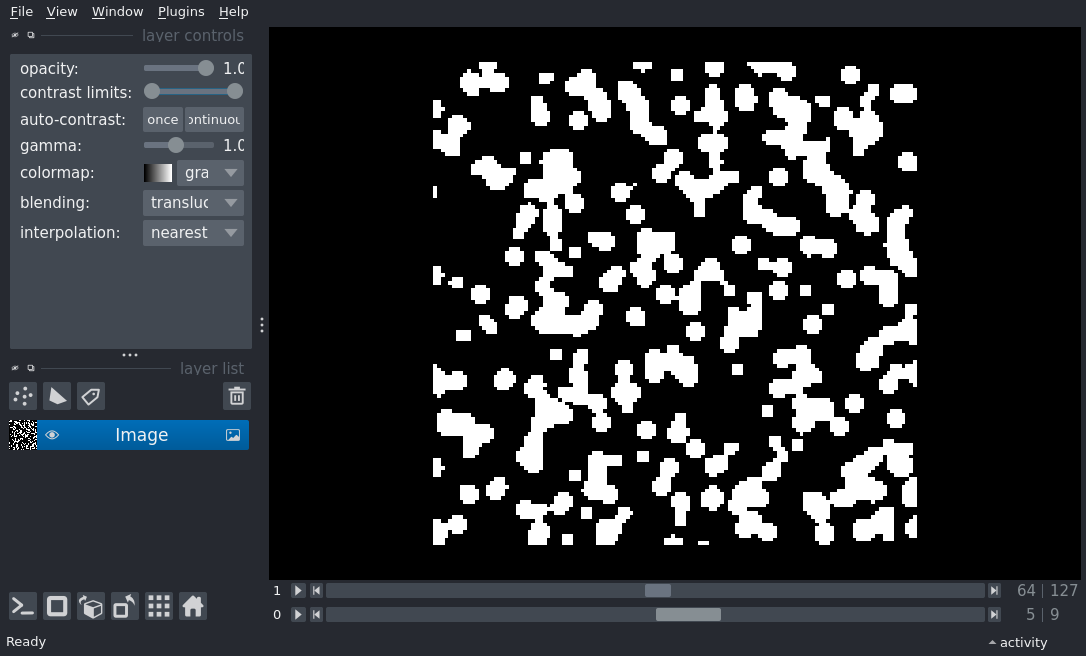 File View Window Plugins Help
layer controls
opacity: 1.0
contrast limits:
auto-contrast: once ontinuou
gamma: 1.0
colormap: gra
blending: transluc
interpolation: nearest
layer list
Image
1 64 | 127
0 5 | 9
Ready activity